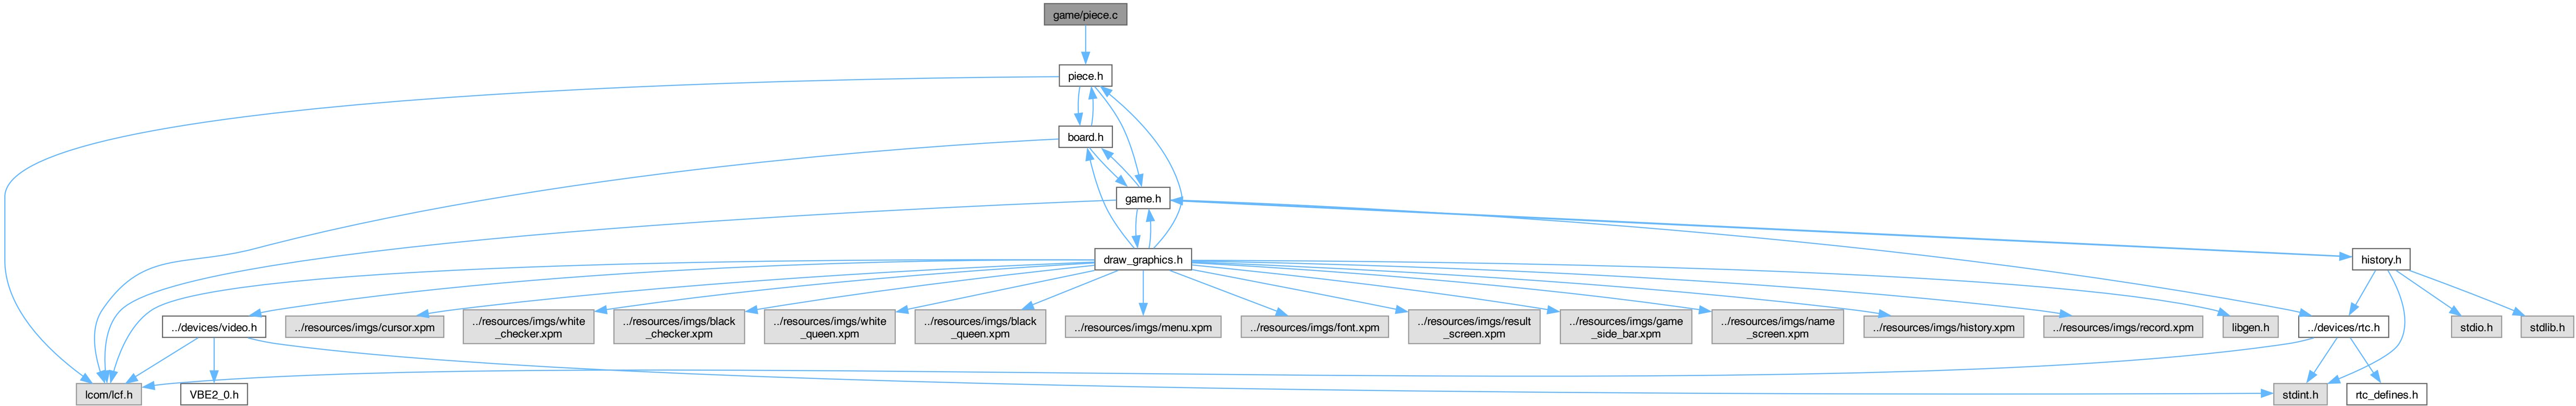 game/piece.c
piece.h
board.h
game.h
draw_graphics.h
history.h
../devices/video.h
../resources/imgs/cursor.xpm
../resources/imgs/white
_checker.xpm
../resources/imgs/black
_checker.xpm
../resources/imgs/white
_queen.xpm
../resources/imgs/black
_queen.xpm
../resources/imgs/menu.xpm
../resources/imgs/font.xpm
../resources/imgs/result
_screen.xpm
../resources/imgs/game
_side_bar.xpm
../resources/imgs/name
_screen.xpm
../resources/imgs/history.xpm
../resources/imgs/record.xpm
libgen.h
../devices/rtc.h
stdio.h
stdlib.h
lcom/lcf.h
VBE2_0.h
stdint.h
rtc_defines.h